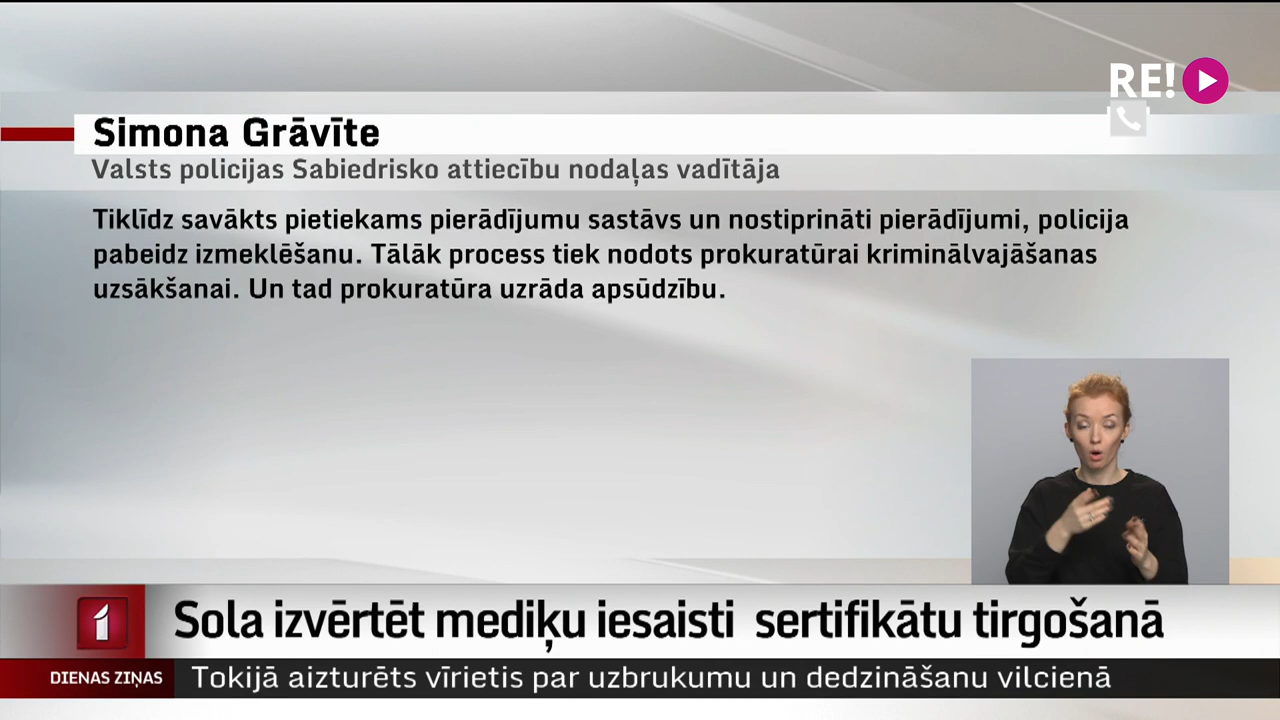 RE!
Simona Grāvīte
Valsts policijas Sabiedrisko attiecību nodaļas vadītāja
Tiklīdz savākts pietiekams pierādījumu sastāvs un nostiprināti pierādījumi, policija
pabeidz izmeklēšanu. Tālāk process tiek nodots prokuratūrai kriminālvajāšanas
uzsākšanai. Un tad prokuratūra uzrāda apsūdzību.
1 Sola izvērtēt mediķu iesaisti sertifikātu tirgošanā
DIENAS ZIŅAS Tokijā aizturēts vīrietis par uzbrukumu un dedzināšanu vilcienā